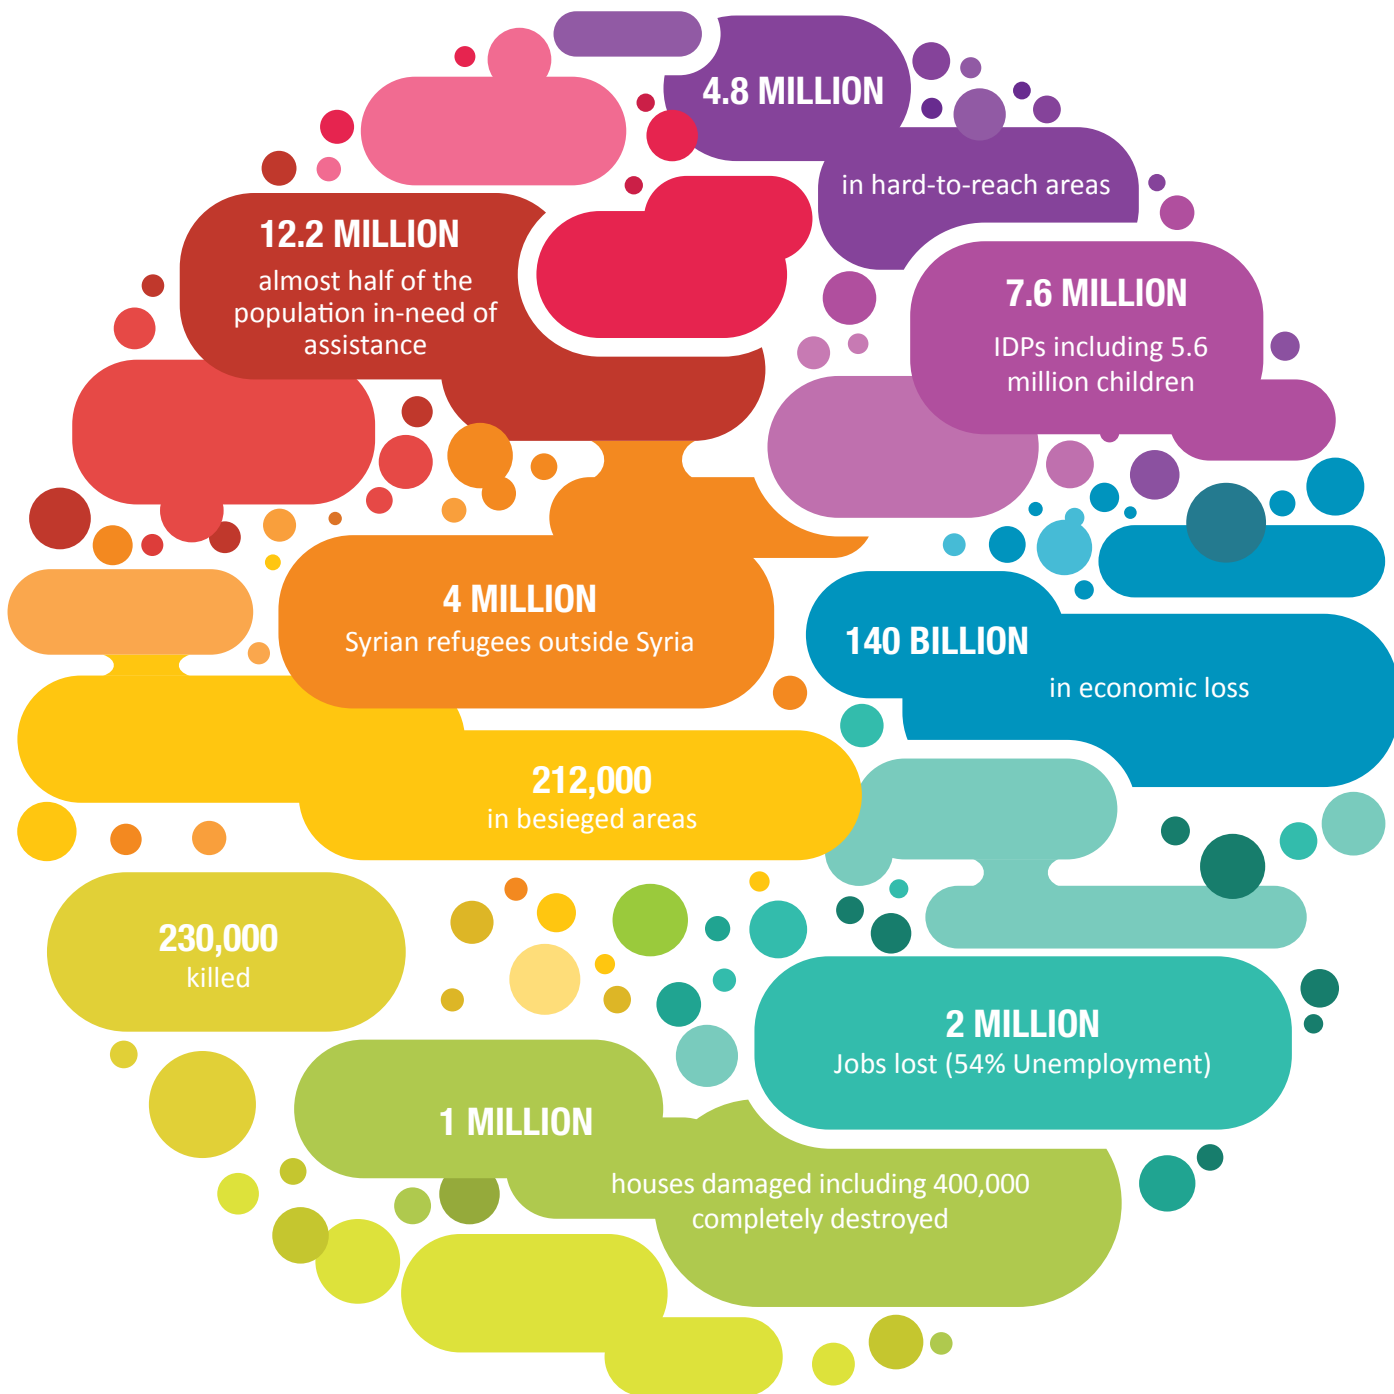 4.8 MILLION
in hard-to-reach areas
12.2 MILLION
almost half of the
population in-need of
assistance
7.6 MILLION
IDPs including 5.6
million children
4 MILLION
Syrian refugees outside Syria
140 BILLION
in economic loss
212,000
in besieged areas
230,000
killed
2 MILLION
Jobs lost (54% Unemployment)
1 MILLION
houses damaged including 400,000
completely destroyed